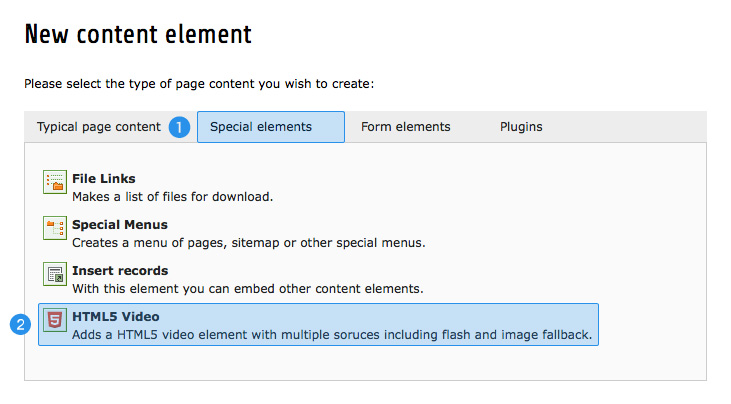 New content element
Please select the type of page content you wish to create:
Typical page content 1 Special elements Form elements Plugins
File Links
Makes a list of files for download.
Special Menus
Creates a menu of pages, sitemap or other special menus.
Insert records
With this element you can embed other content elements.
HTML5 Video
2 5 Adds a HTML5 video element with multiple soruces including flash and image fallback.